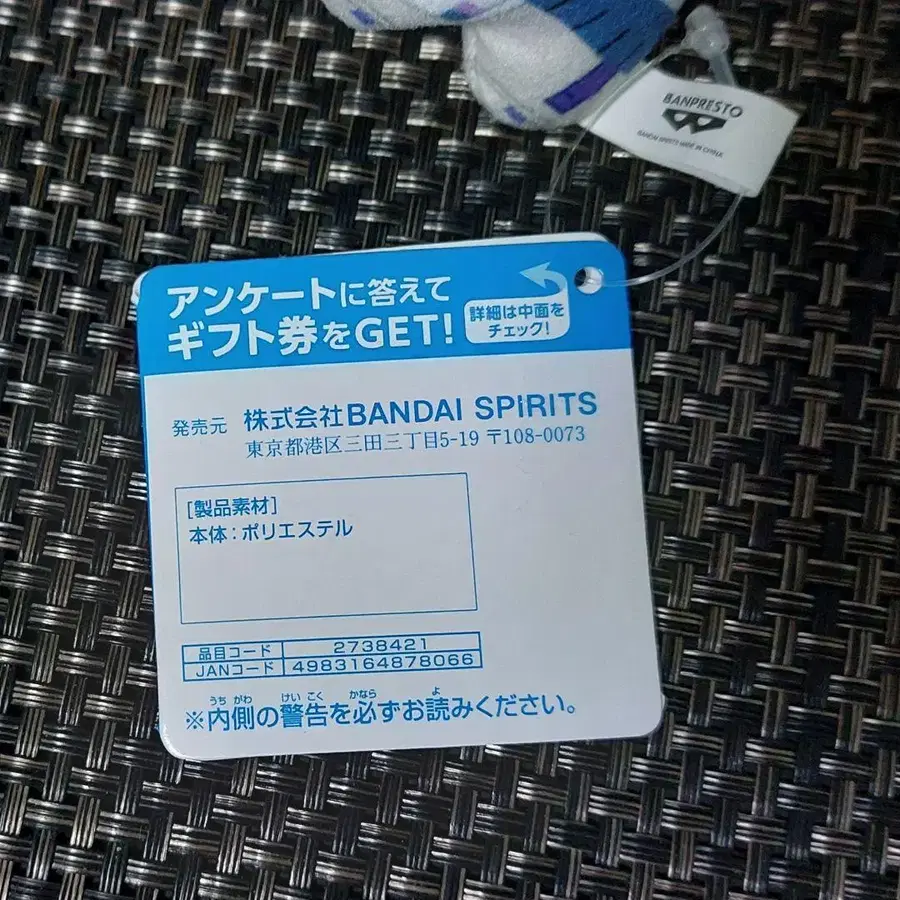 BANPRESTO
BANDAI SPIRITS MADE IN CHINA
アンケートに答えて
ギフト券をGET!
詳細は中面を
チェック!
発売元 株式会社BANDAI SPIRITS
東京都港区三田三丁目5-19 〒108-0073
[製品素材]
本体:ポリエステル
品目コード 2738421
JANコード 4983164878066
うちがわ けいこく かなら よ
※内側の警告を必ずお読みください。